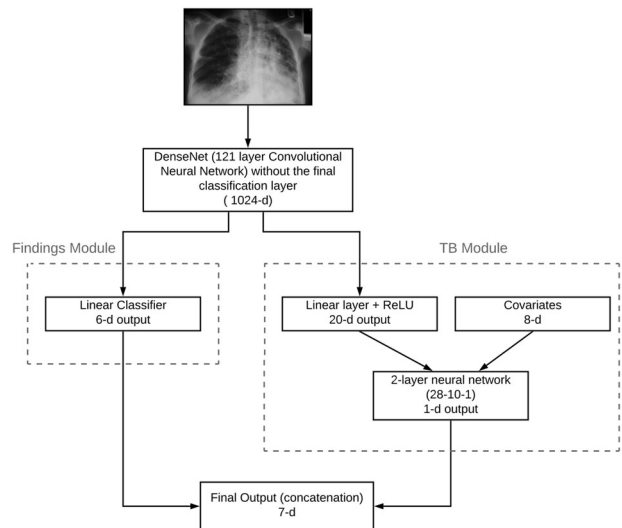 DenseNet (121 layer Convolutional
Neural Network) without the final
classification layer
( 1024-d)
Findings Module
TB Module
Linear Classifier
6-d output
Linear layer + ReLU
20-d output
Covariates
8-d
2-layer neural network
(28-10-1)
1-d output
Final Output (concatenation)
7-d